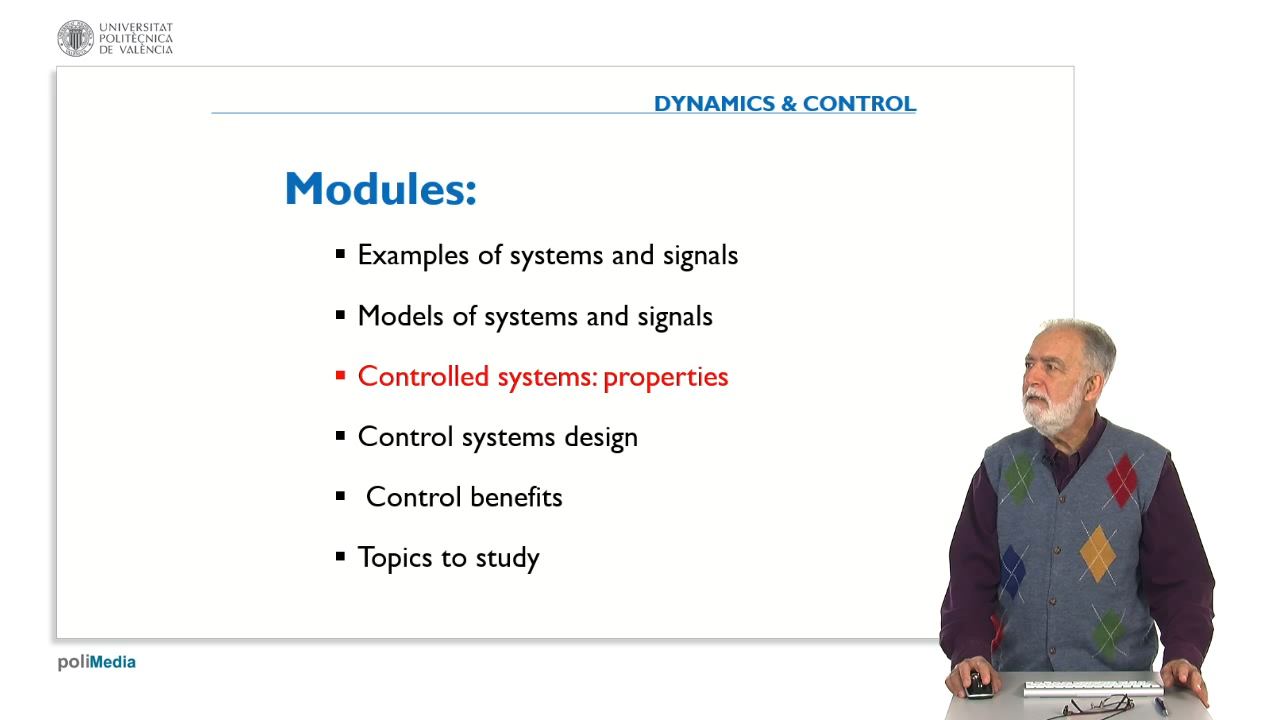 UNIVERSITAT
POLITÈCNICA
DE VALÈNCIA
DYNAMICS & CONTROL
Modules:
▪ Examples of systems and signals
▪ Models of systems and signals
▪ Controlled systems: properties
▪ Control systems design
▪ Control benefits
▪ Topics to study
poliMedia